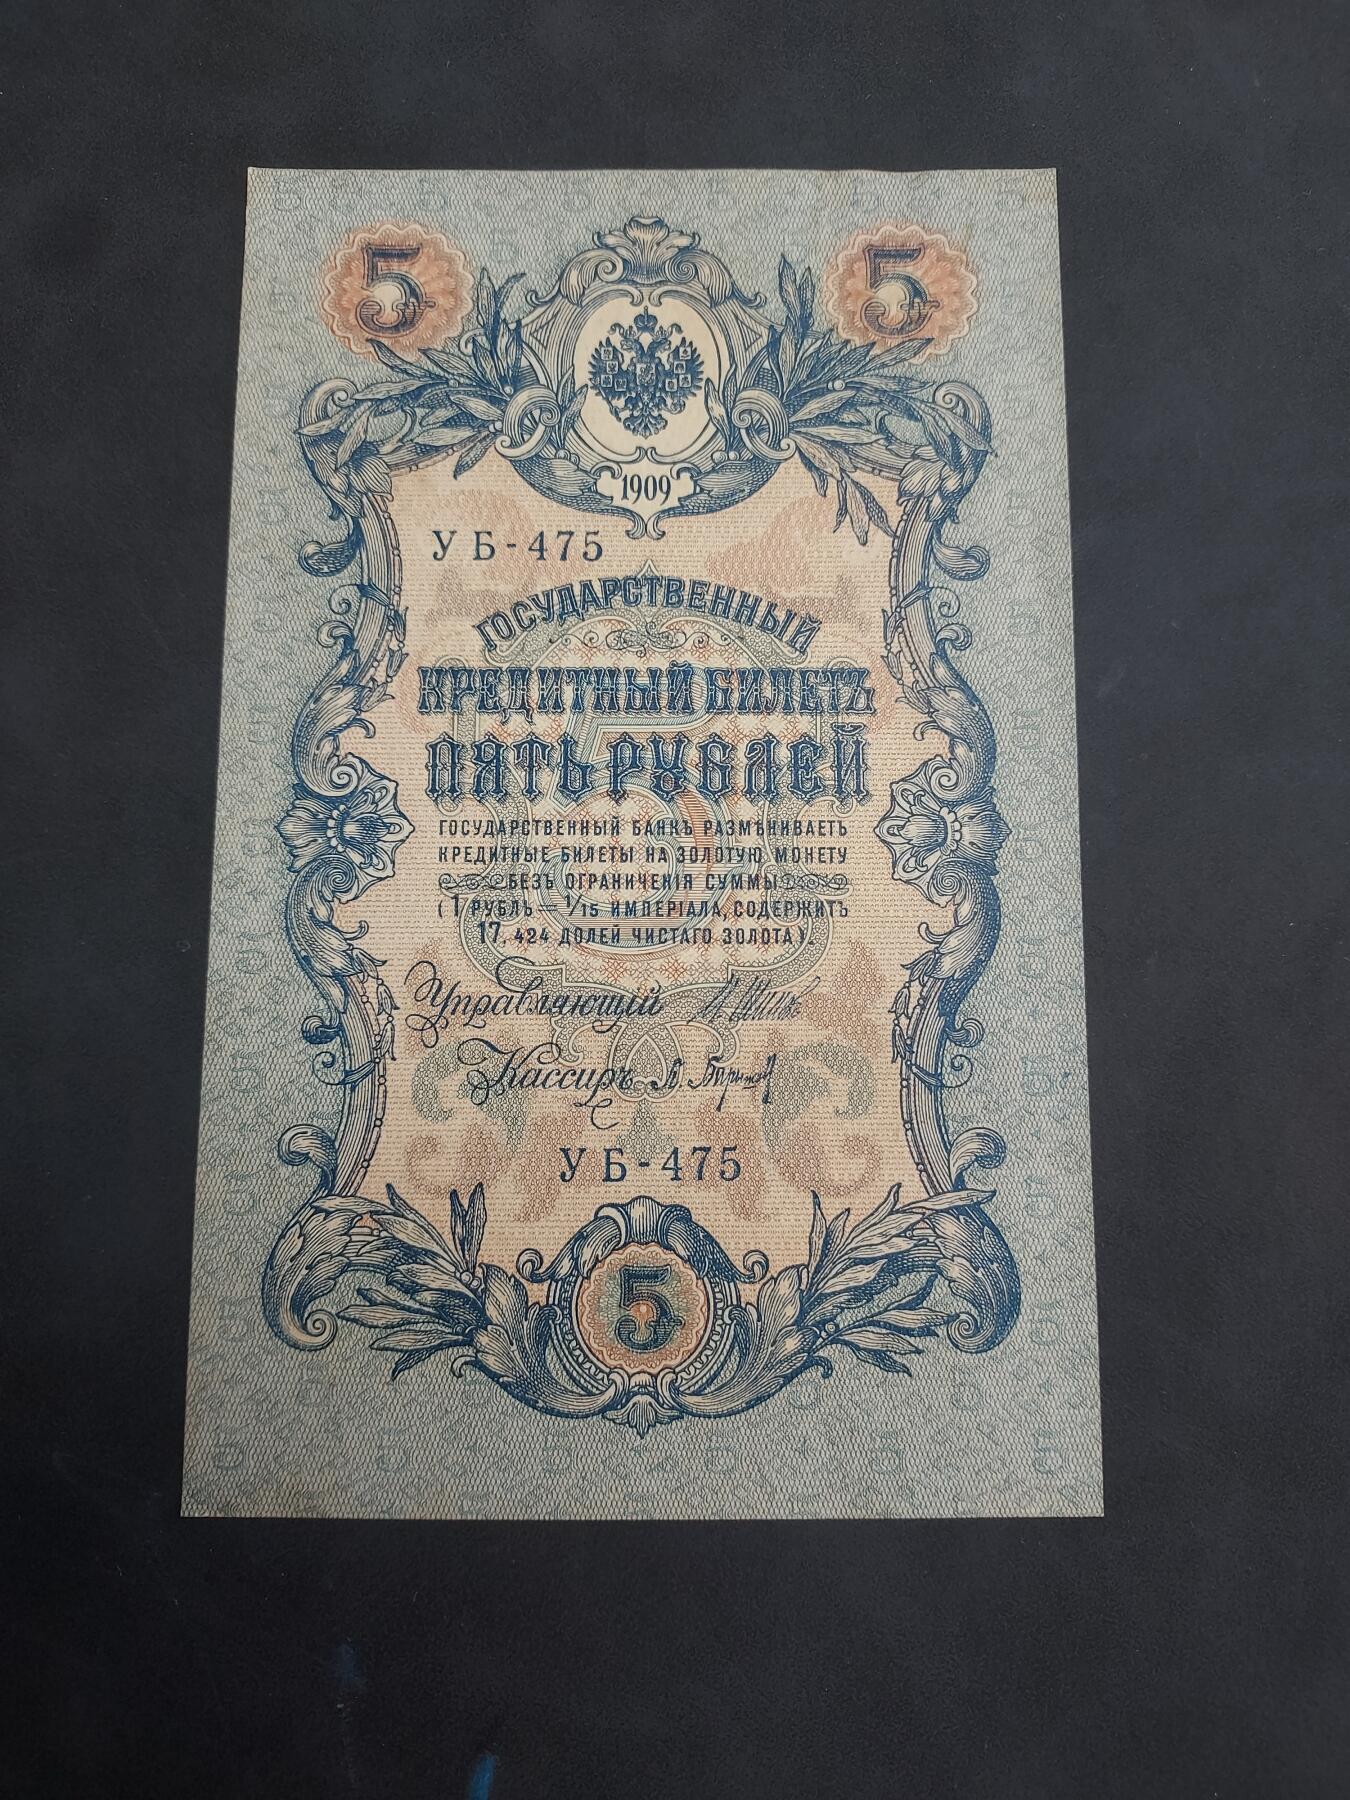 5 5
1909
УБ-475
ГОСУДАРСТВЕННЫЙ
КРЕДИТНЫЙ БИЛЕТЪ
ПЯТЬ РУБЛЕЙ
ГОСУДАРСТВЕННЫЙ БАНКЪ РАЗМѢНИВАЕТЪ
КРЕДИТНЫЕ БИЛЕТЫ НА ЗОЛОТУЮ МОНЕТУ
БЕЗЪ ОГРАНИЧЕНІЯ СУММЫ
(1 РУБЛЬ = 1/15 ИМПЕРІАЛА, СОДЕРЖИТЪ
17,424 ДОЛЕЙ ЧИСТАГО ЗОЛОТА).
Управляющій
Кассиръ
УБ-475
5